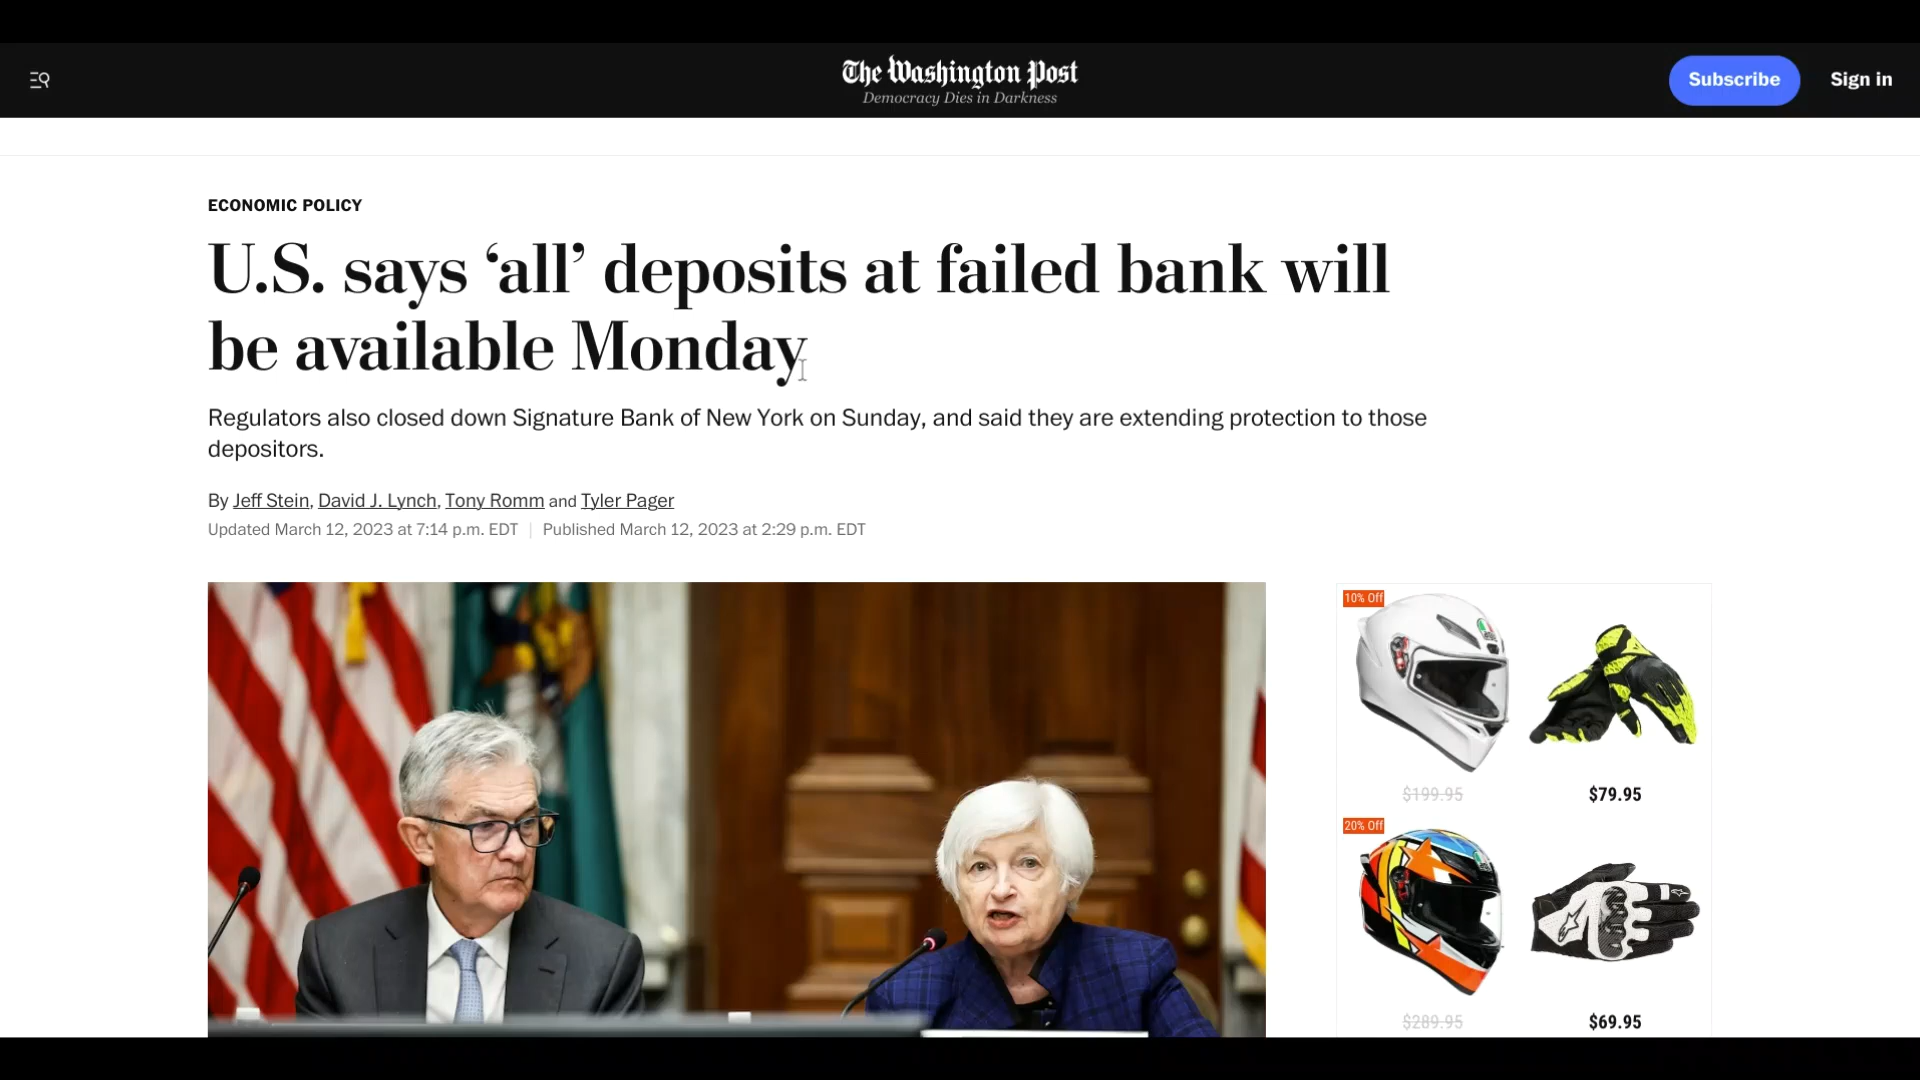 The Washington Post
Democracy Dies in Darkness
Subscribe
Sign in
ECONOMIC POLICY
U.S. says ‘all’ deposits at failed bank will
be available Monday
Regulators also closed down Signature Bank of New York on Sunday, and said they are extending protection to those
depositors.
By Jeff Stein, David J. Lynch, Tony Romm and Tyler Pager
Updated March 12, 2023 at 7:14 p.m. EDT | Published March 12, 2023 at 2:29 p.m. EDT
10% Off
$199.95
$79.95
20% Off
$289.95
$69.95